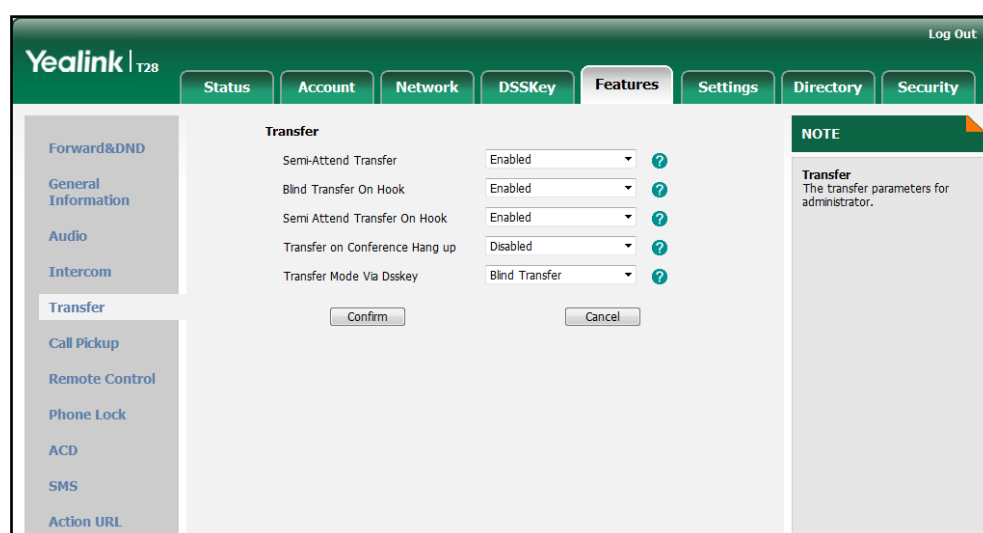 Log Out
Yealink T28
Status Account Network DSSKey Features Settings Directory Security
Forward&DND
General
Information
Audio
Intercom
Transfer
Call Pickup
Remote Control
Phone Lock
ACD
SMS
Action URL
Transfer
Semi-Attend Transfer Enabled ?
Blind Transfer On Hook Enabled ?
Semi Attend Transfer On Hook Enabled ?
Transfer on Conference Hang up Disabled ?
Transfer Mode Via Dsskey Blind Transfer ?
Confirm Cancel
NOTE
Transfer
The transfer parameters for
administrator.